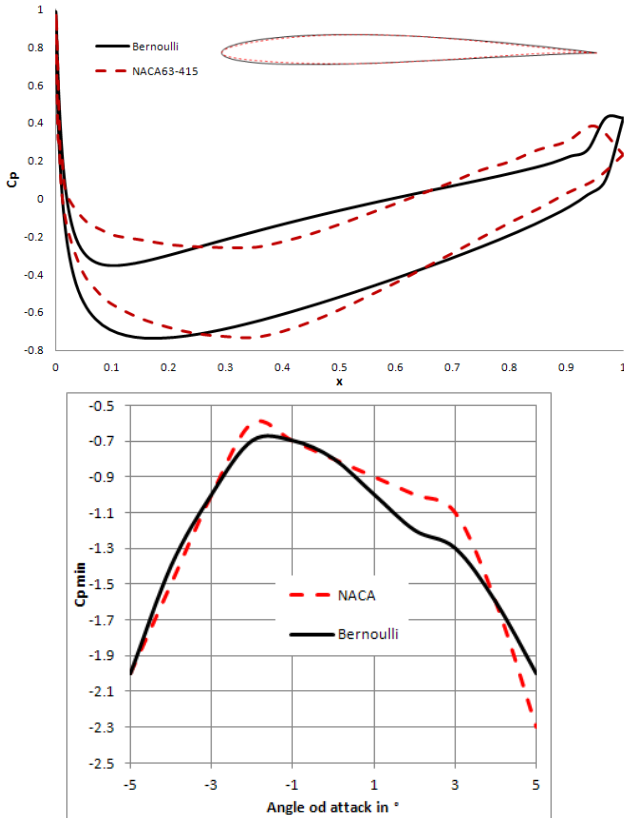 1
0.8
0.6
0.4
0.2
0
-0.2
-0.4
-0.6
-0.8
Cp
Bernoulli
NACA63-415
0 0.1 0.2 0.3 0.4 0.5 0.6 0.7 0.8 0.9 1
x
-0.5
-0.7
-0.9
-1.1
-1.3
-1.5
-1.7
-1.9
-2.1
-2.3
-2.5
Cp min
NACA
Bernoulli
-5 -3 -1 1 3 5
Angle od attack in °